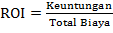 ROI = Keuntungan / Total Biaya